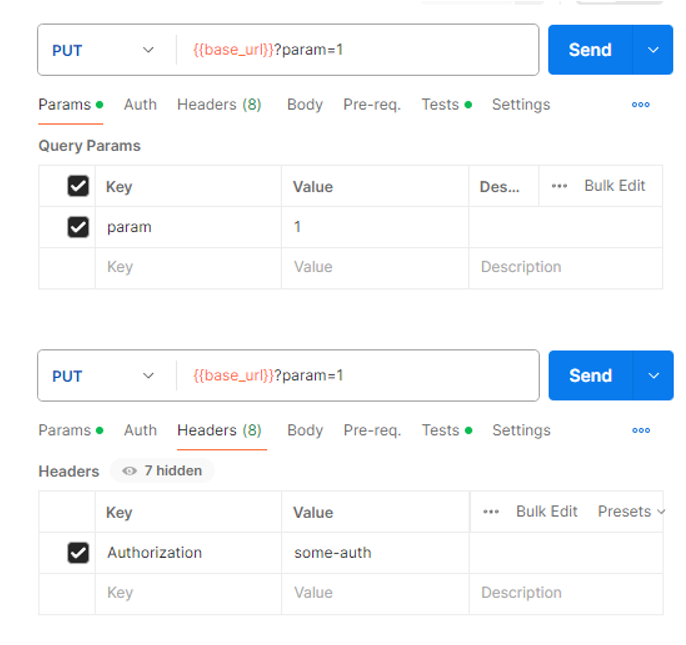 PUT {{base_url}}?param=1 Send
Params Auth Headers (8) Body Pre-req. Tests Settings
Query Params
Key Value Des... Bulk Edit
param 1
Key Value Description
PUT {{base_url}}?param=1 Send
Params Auth Headers (8) Body Pre-req. Tests Settings
Headers 7 hidden
Key Value Bulk Edit Presets
Authorization some-auth
Key Value Description